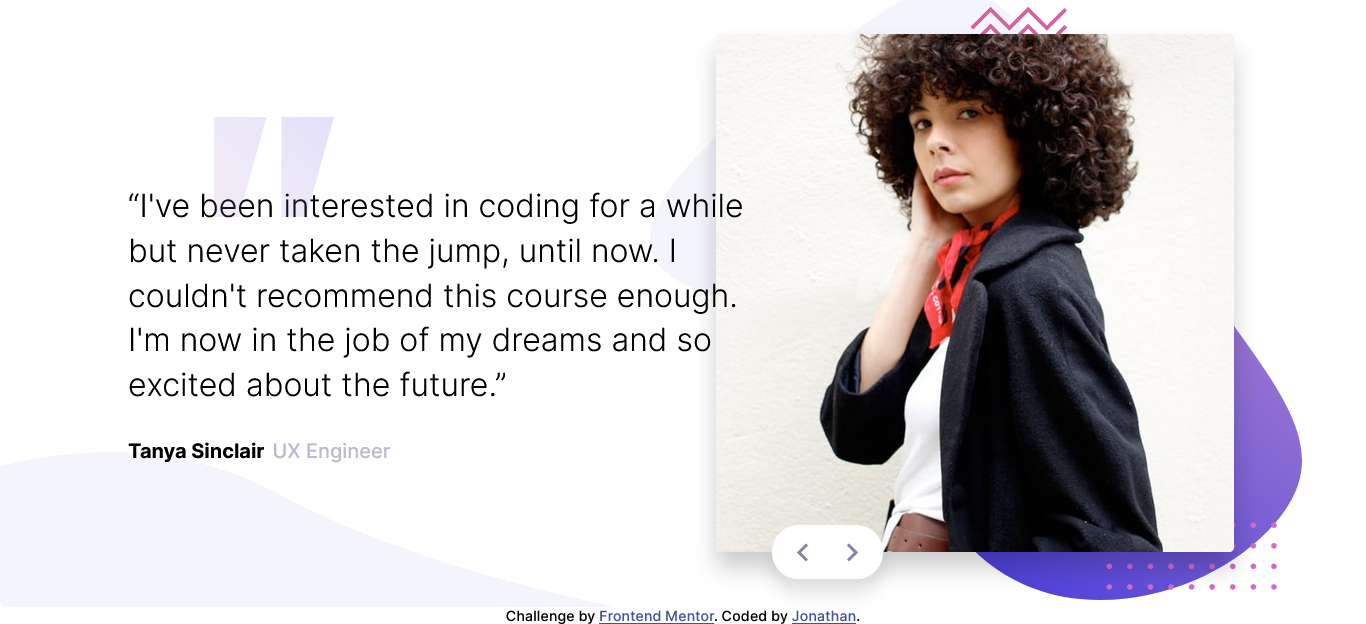 “I've been interested in coding for a while
but never taken the jump, until now. I
couldn't recommend this course enough.
I'm now in the job of my dreams and so
excited about the future.”
Tanya Sinclair UX Engineer
Challenge by Frontend Mentor. Coded by Jonathan.